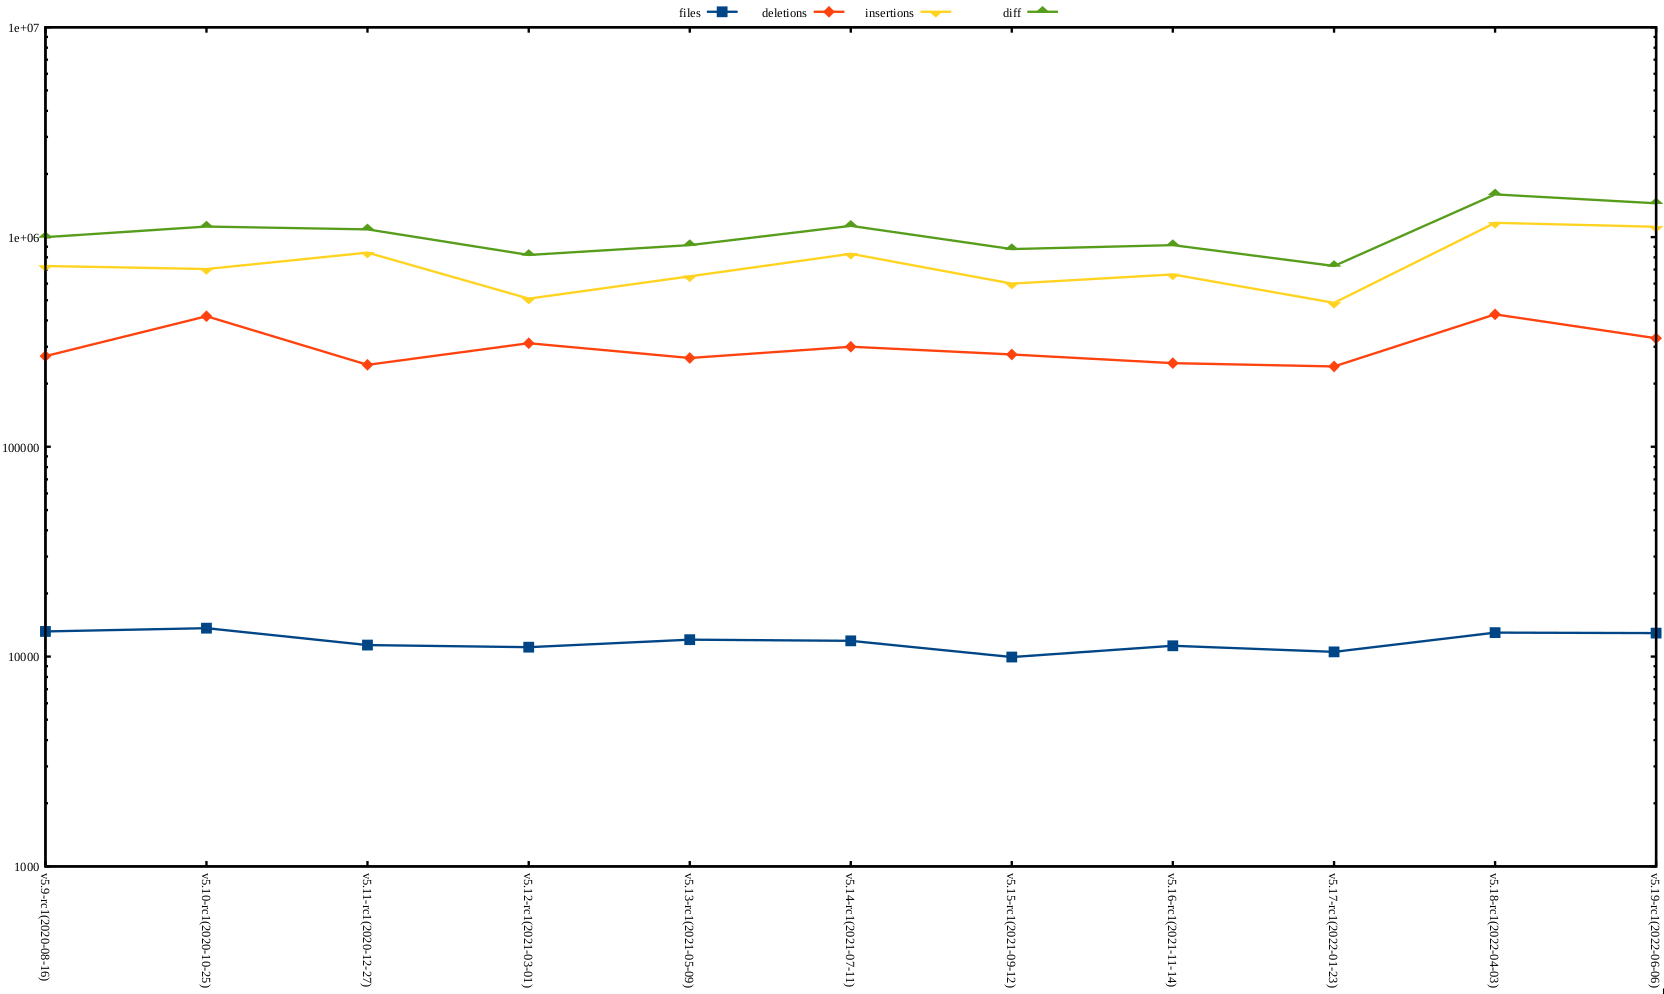 files deletions insertions diff
1e+07
1e+06
100000
10000
1000
v5.9-rc1(2020-08-16)
v5.10-rc1(2020-10-25)
v5.11-rc1(2020-12-27)
v5.12-rc1(2021-03-01)
v5.13-rc1(2021-05-09)
v5.14-rc1(2021-07-11)
v5.15-rc1(2021-09-12)
v5.16-rc1(2021-11-14)
v5.17-rc1(2022-01-23)
v5.18-rc1(2022-04-03)
v5.19-rc1(2022-06-06)